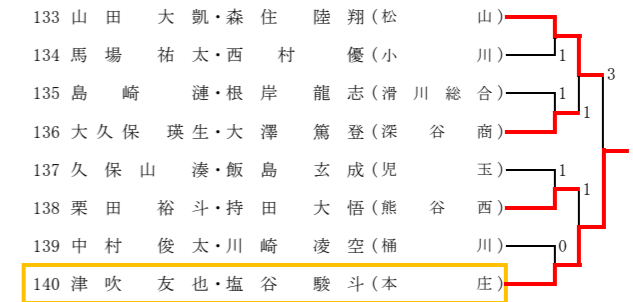 133 山田 大凱・森住 陸翔(松山)
1
134 馬場 祐太・西村 優(小川)
3
135 島崎 漣・根岸 龍志(滑川総合)
1
1
136 大久保 瑛生・大澤 篤登(深谷商)
137 久保山 湊・飯島 玄成(児玉)
1
1
138 栗田 裕斗・持田 大悟(熊谷西)
139 中村 俊太・川崎 凌空(桶川)
0
140 津吹 友也・塩谷 駿斗(本庄)